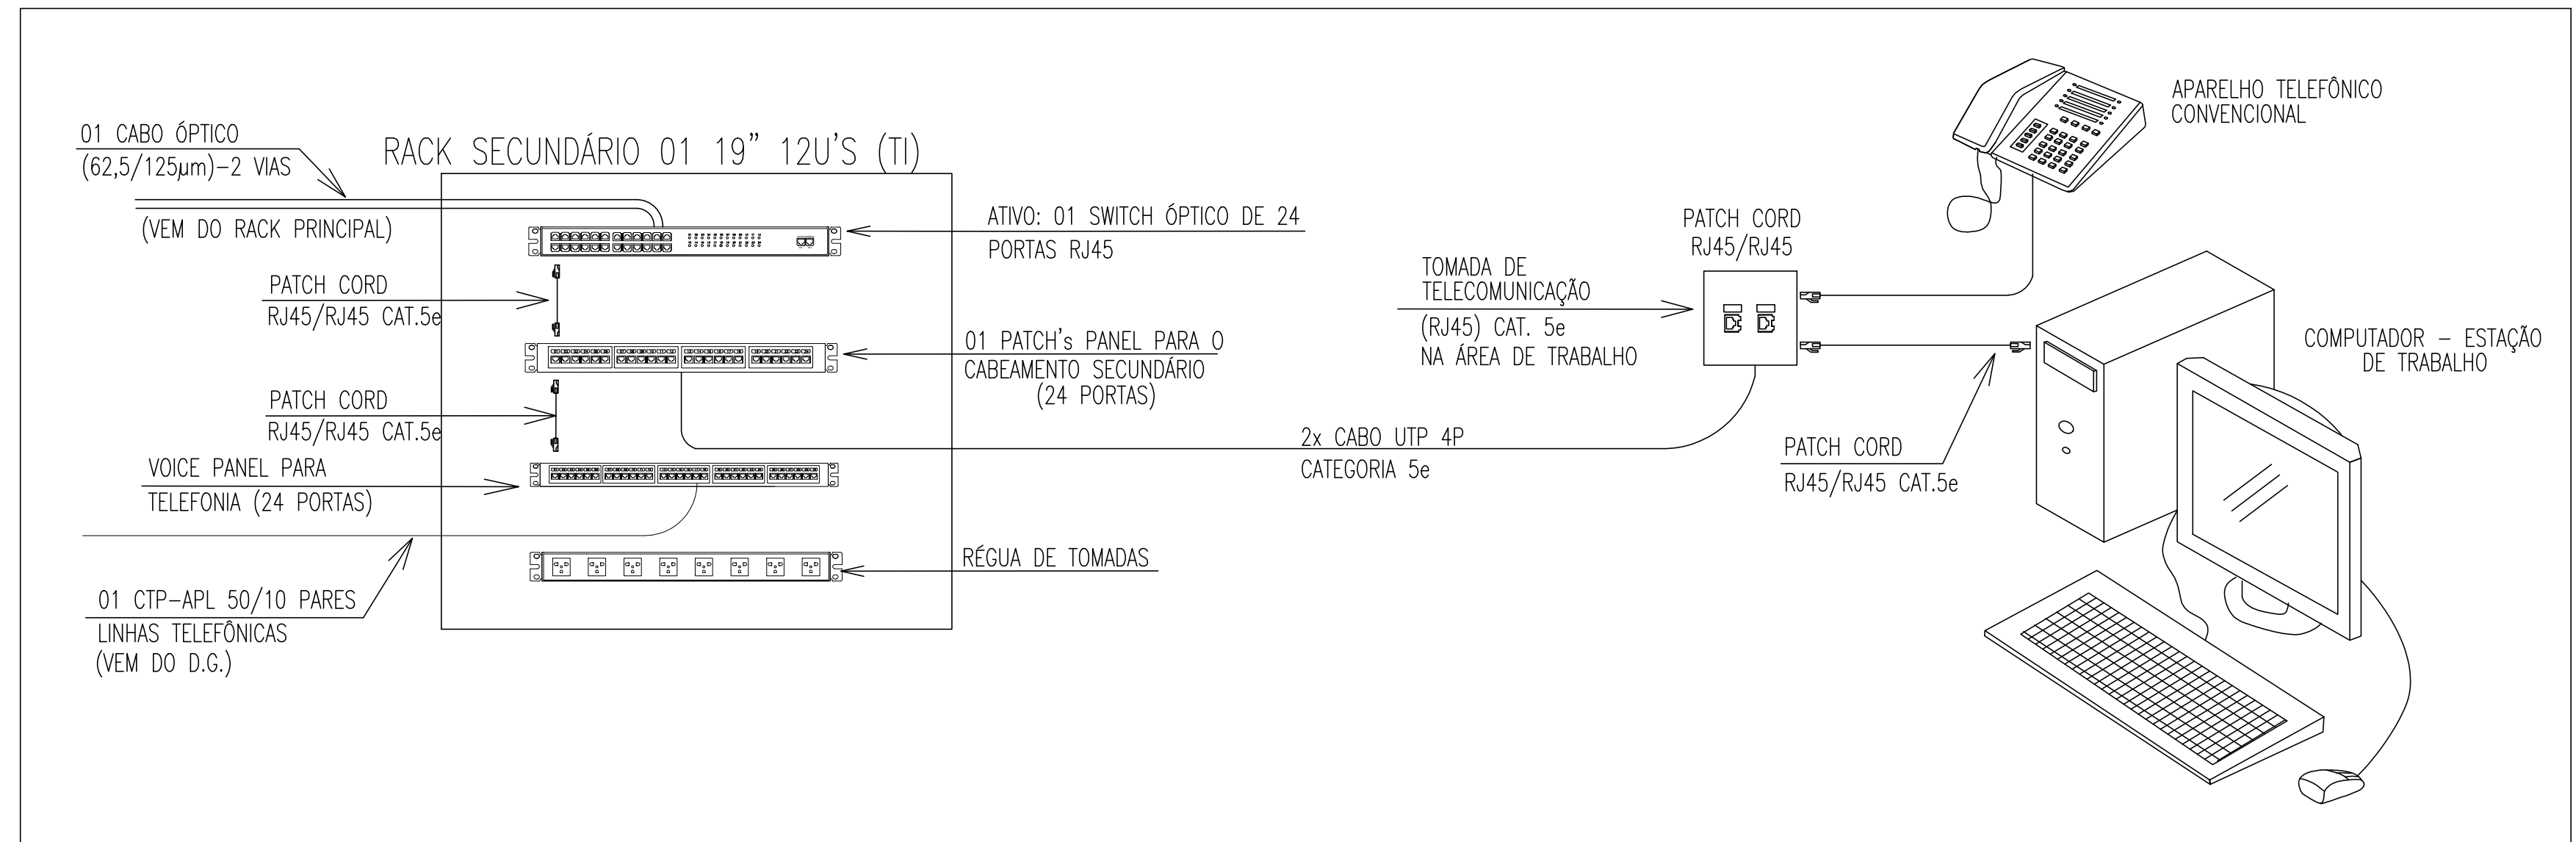 01 CABO ÓPTICO
(62,5/125µm)-2 VIAS
(VEM DO RACK PRINCIPAL)
RACK SECUNDÁRIO 01 19" 12U'S (TI)
PATCH CORD
RJ45/RJ45 CAT.5e
PATCH CORD
RJ45/RJ45 CAT.5e
VOICE PANEL PARA
TELEFONIA (24 PORTAS)
01 CTP-APL 50/10 PARES
LINHAS TELEFÔNICAS
(VEM DO D.G.)
ATIVO: 01 SWITCH ÓPTICO DE 24
PORTAS RJ45
01 PATCH's PANEL PARA O
CABEAMENTO SECUNDÁRIO
(24 PORTAS)
RÉGUA DE TOMADAS
2x CABO UTP 4P
CATEGORIA 5e
TOMADA DE
TELECOMUNICAÇÃO
(RJ45) CAT. 5e
NA ÁREA DE TRABALHO
PATCH CORD
RJ45/RJ45
APARELHO TELEFÔNICO
CONVENCIONAL
PATCH CORD
RJ45/RJ45 CAT.5e
COMPUTADOR - ESTAÇÃO
DE TRABALHO